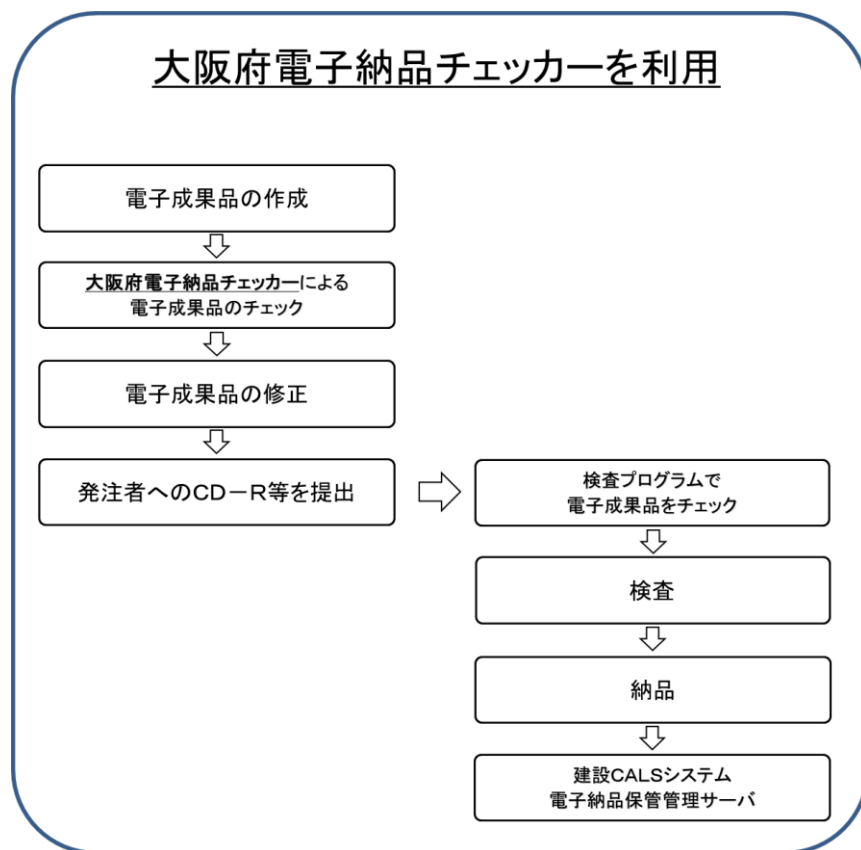 大阪府電子納品チェッカーを利用
電子成果品の作成
大阪府電子納品チェッカーによる
電子成果品のチェック
電子成果品の修正
発注者へのCD－R等を提出
検査プログラムで
電子成果品をチェック
検査
納品
建設CALSシステム
電子納品保管管理サーバ